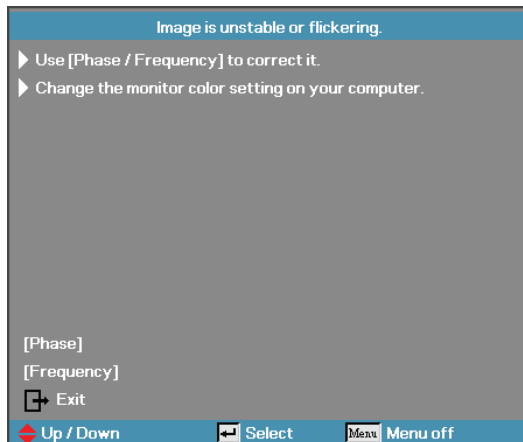 Image is unstable or flickering.
Use [Phase / Frequency] to correct it.
Change the monitor color setting on your computer.
[Phase]
[Frequency]
Exit
Up / Down Select Menu Menu off